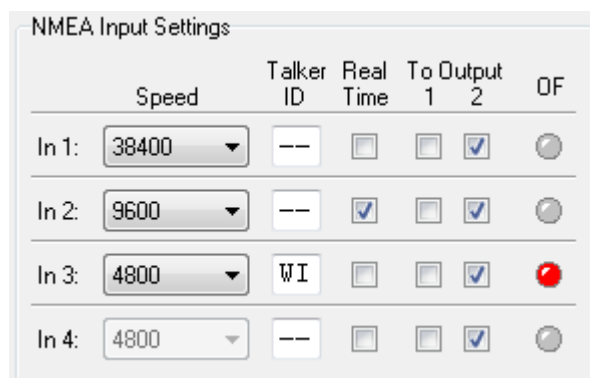 NMEA Input Settings
Speed Talker ID Real Time To Output 1 2 OF
In 1: 38400 --
In 2: 9600 --
In 3: 4800 WI
In 4: 4800 --